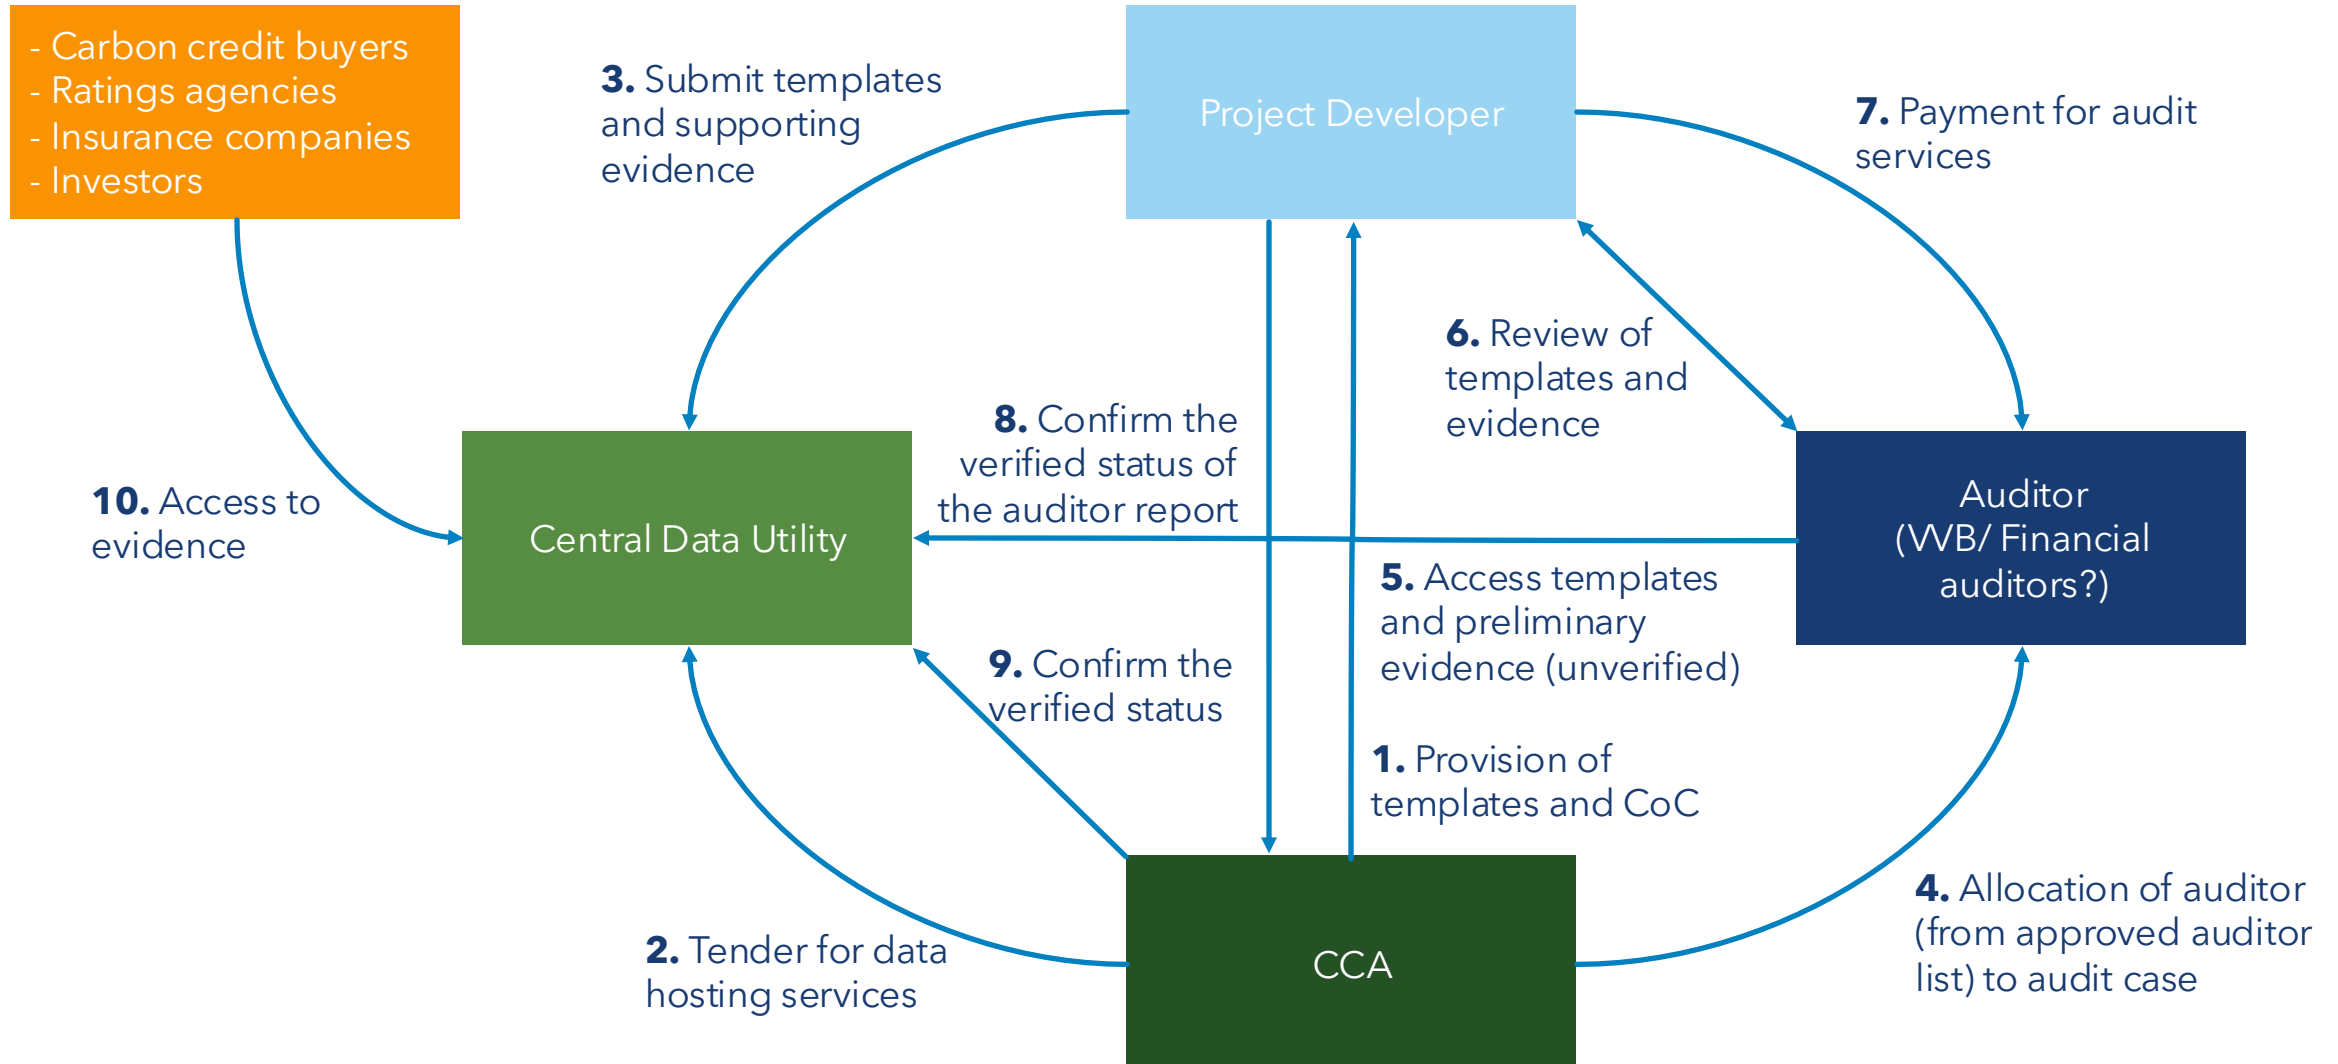 - Carbon credit buyers
- Ratings agencies
- Insurance companies
- Investors
3. Submit templates
and supporting
evidence
Project Developer
7. Payment for audit
services
6. Review of
templates and
evidence
8. Confirm the
verified status of
the auditor report
10. Access to
evidence
Central Data Utility
Auditor
(VVB/ Financial
auditors?)
5. Access templates
and preliminary
evidence (unverified)
9. Confirm the
verified status
1. Provision of
templates and CoC
2. Tender for data
hosting services
CCA
4. Allocation of auditor
(from approved auditor
list) to audit case